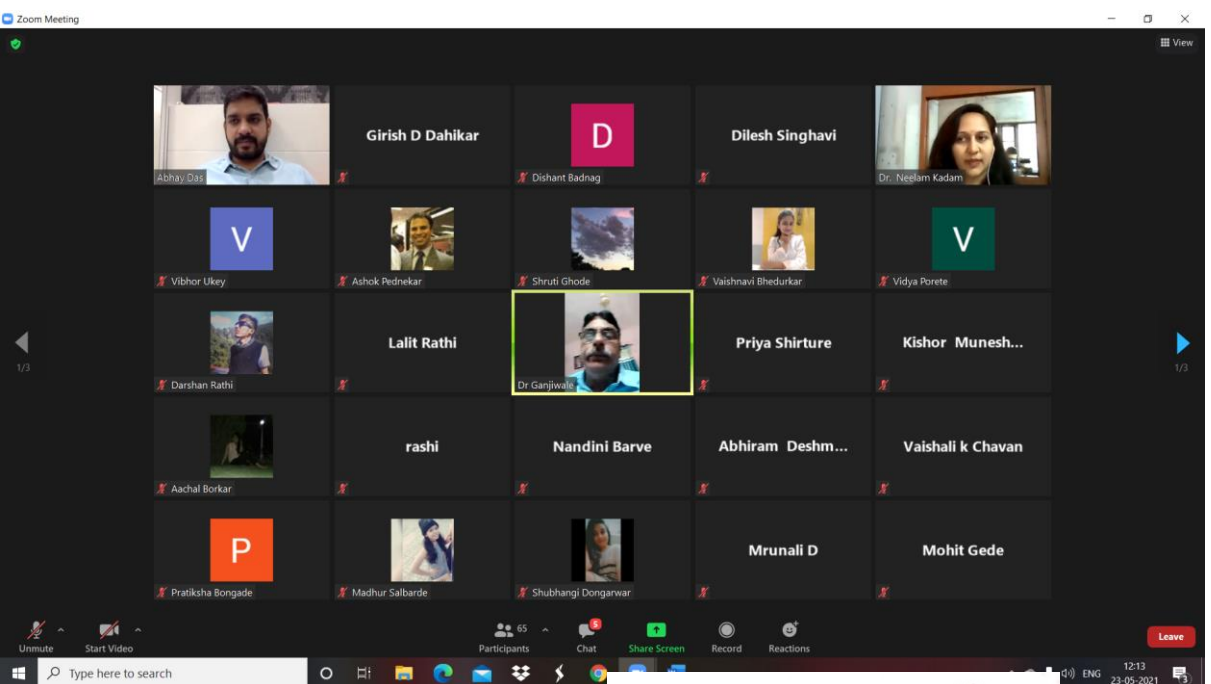 Zoom Meeting
View
Abhay Das
Girish D Dahikar
D
Dishant Badnag
Dilesh Singhavi
Dr. Neelam Kadam
V
Vibhor Ukey
Ashok Pednekar
Shruti Ghode
Vaishnavi Bhedurkar
V
Vidya Porete
Darshan Rathi
Lalit Rathi
Dr Ganjiwale
Priya Shirture
Kishor Munesh...
1/3
1/3
Aachal Borkar
rashi
Nandini Barve
Abhiram Deshm...
Vaishali k Chavan
P
Pratiksha Bongade
Madhur Salbarde
Shubhangi Dongarwar
Mrunali D
Mohit Gede
65
5
Unmute
Start Video
Participants
Chat
Share Screen
Record
Reactions
Leave
Type here to search
ENG
12:13
23-05-2021
3